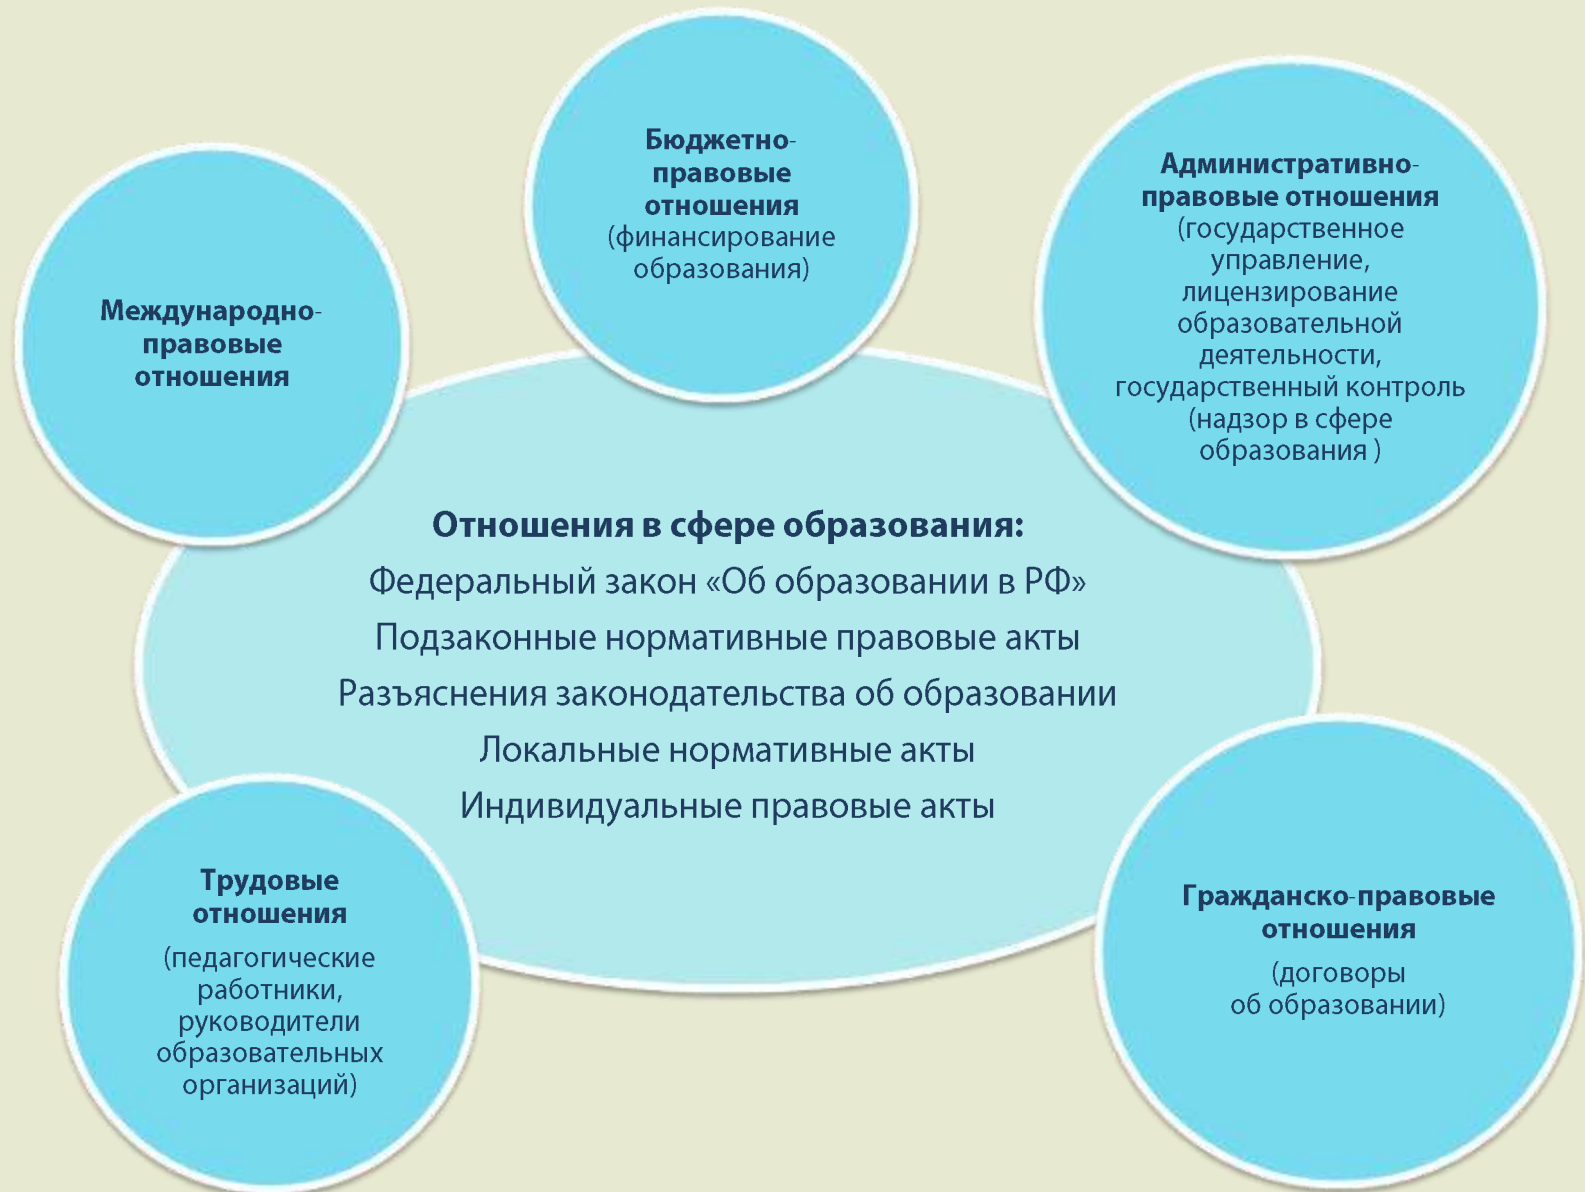 Бюджетно-
правовые
отношения
(финансирование
образования)
Административно-
правовые отношения
(государственное
управление,
лицензирование
образовательной
деятельности,
государственный контроль
(надзор в сфере
образования )
Международно-
правовые
отношения
Отношения в сфере образования:
Федеральный закон «Об образовании в РФ»
Подзаконные нормативные правовые акты
Разъяснения законодательства об образовании
Локальные нормативные акты
Индивидуальные правовые акты
Трудовые
отношения
(педагогические
работники,
руководители
образовательных
организаций)
Гражданско-правовые
отношения
(договоры
об образовании)